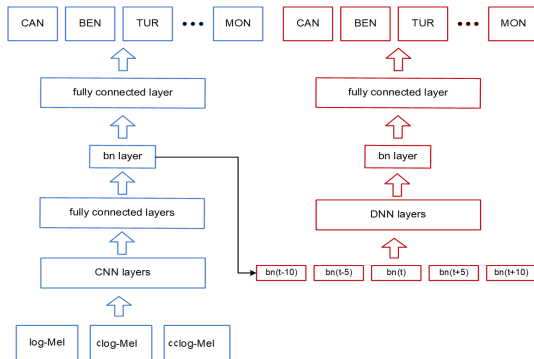 CAN BEN TUR ••• MON CAN BEN TUR ••• MON
fully connected layer fully connected layer
bn layer bn layer
fully connected layers DNN layers
CNN layers bn(t-10) bn(t-5) bn(t) bn(t+5) bn(t+10)
log-Mel clog-Mel cclog-Mel